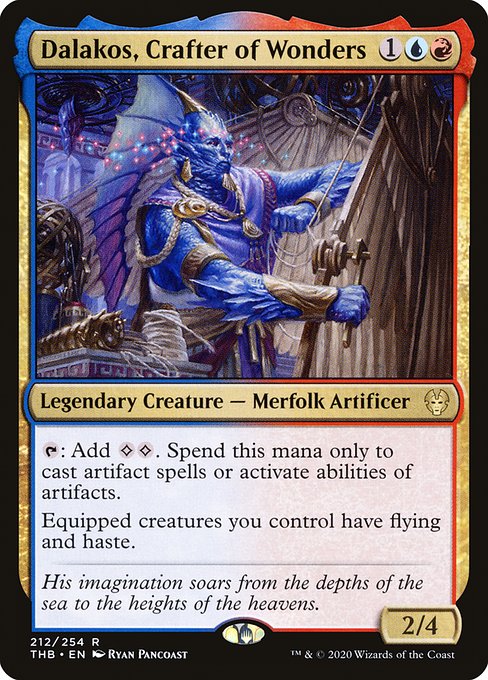 Dalakos, Crafter of Wonders 1
Legendary Creature — Merfolk Artificer
: Add . Spend this mana only to
cast artifact spells or activate abilities of
artifacts.
Equipped creatures you control have flying
and haste.
His imagination soars from the depths of the
sea to the heights of the heavens.
2/4
212/254 R
THB • EN Ryan Pancoast
™ & © 2020 Wizards of the Coast